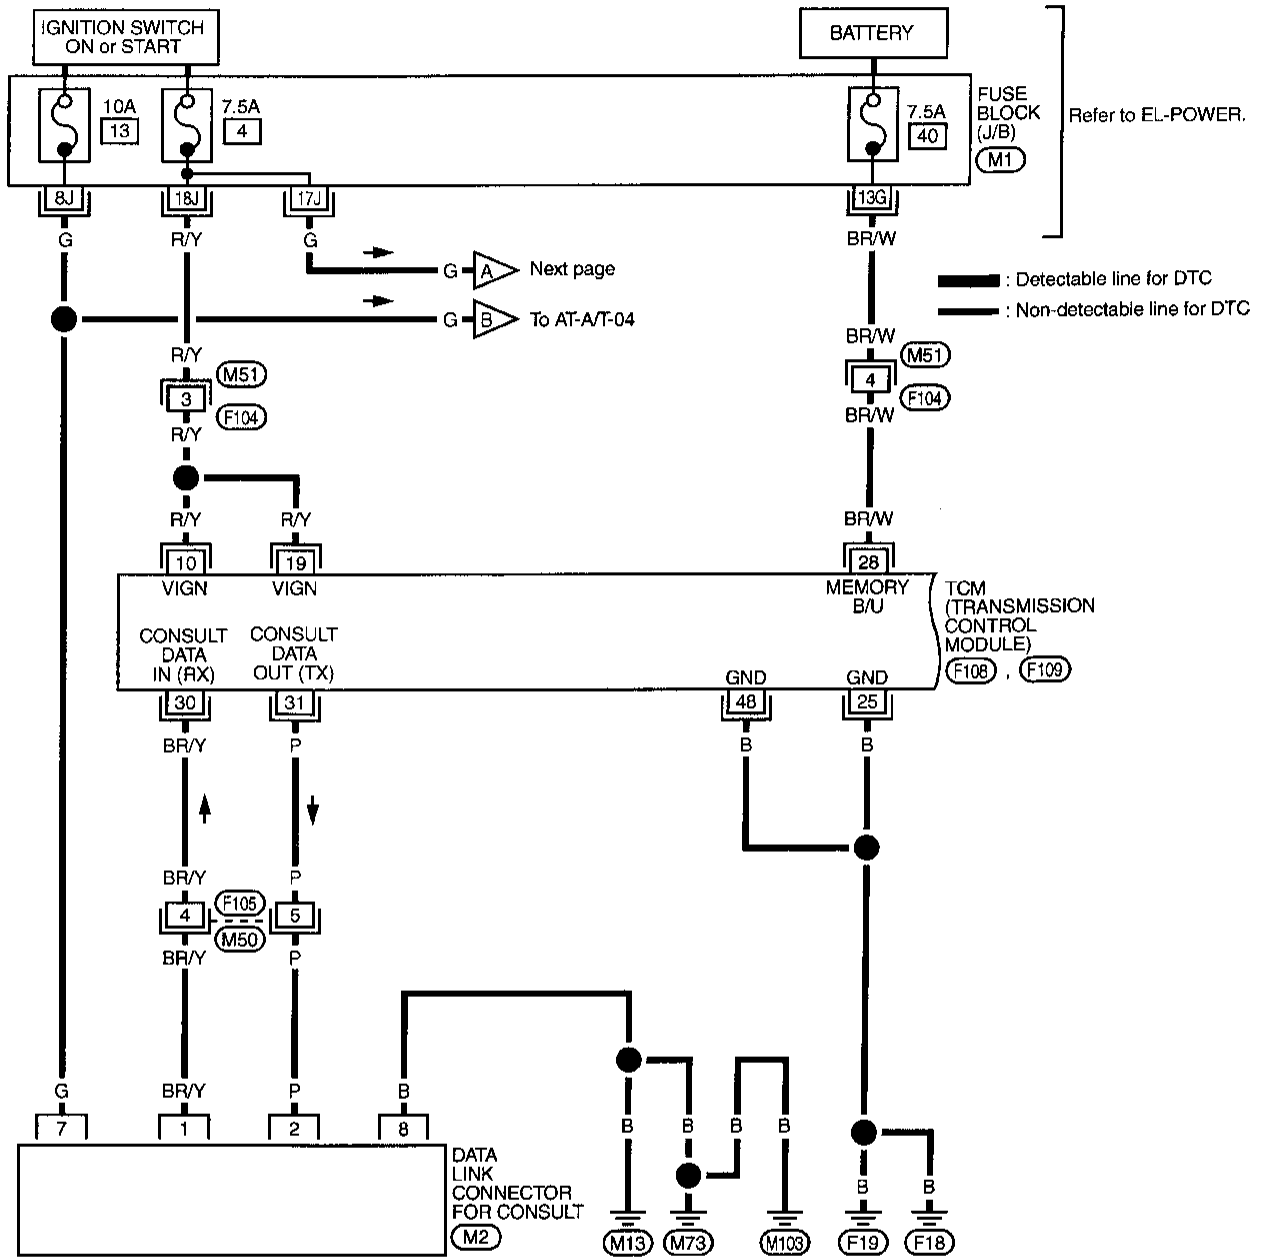 IGNITION SWITCH
ON or START
BATTERY
10A
13
7.5A
4
7.5A
40
FUSE
BLOCK
(J/B)
M1
Refer to EL-POWER.
8J
18J
17J
13G
G
R/Y
G
BR/W
G
A
Next page
: Detectable line for DTC
G
B
To AT-A/T-04
: Non-detectable line for DTC
R/Y
BR/W
M51
M51
3
4
F104
F104
R/Y
BR/W
R/Y
R/Y
BR/W
10
19
28
VIGN
VIGN
MEMORY
B/U
TCM
(TRANSMISSION
CONTROL
MODULE)
F108
,
F109
CONSULT
DATA
IN (RX)
CONSULT
DATA
OUT (TX)
GND
GND
30
31
48
25
BR/Y
P
B
B
BR/Y
P
4
F105
5
M50
BR/Y
P
G
BR/Y
P
B
7
1
2
8
B
B
B
B
DATA
LINK
CONNECTOR
FOR CONSULT
M2
B
B
M13
M73
M103
F19
F18